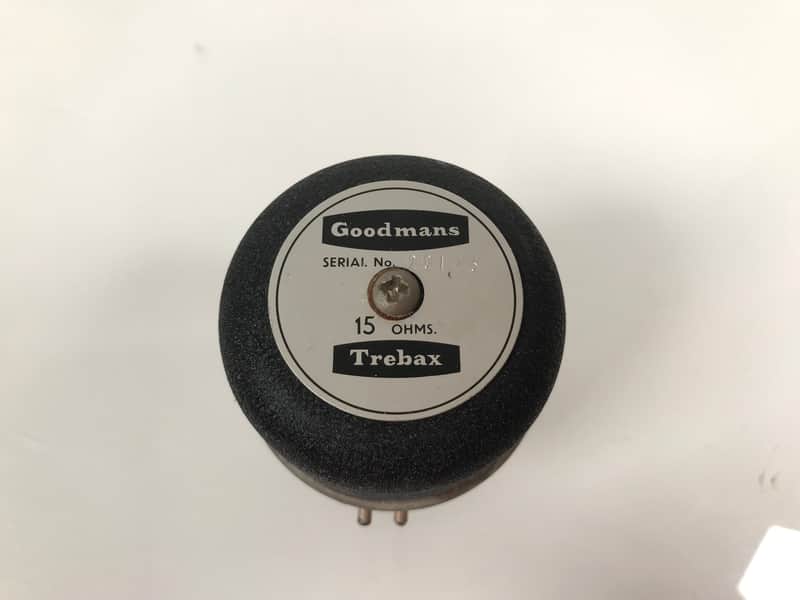 Goodmans
SERIAL No.
15 OHMS.
Trebax